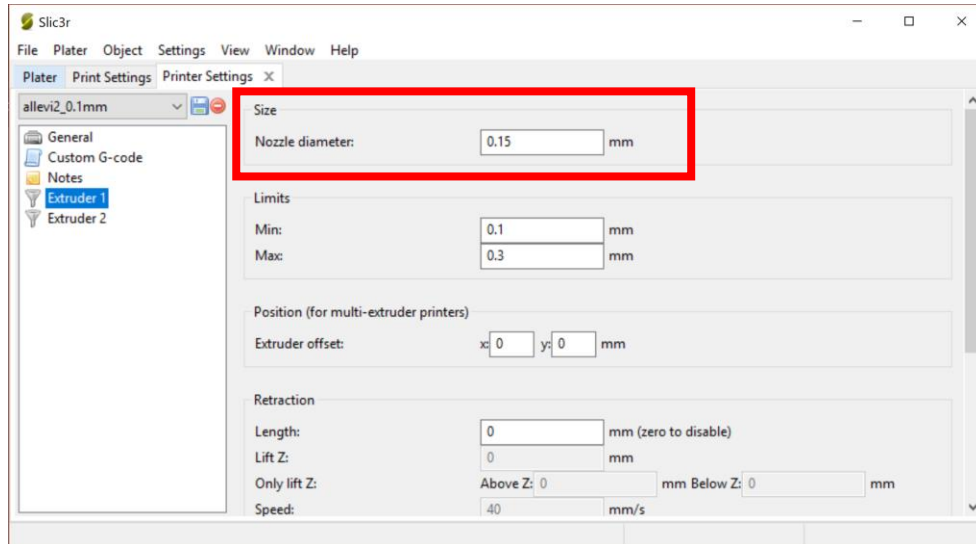 Slic3r
File Plater Object Settings View Window Help
Plater Print Settings Printer Settings
allevi2_0.1mm
General
Custom G-code
Notes
Extruder 1
Extruder 2
Size
Nozzle diameter: 0.15 mm
Limits
Min: 0.1 mm
Max: 0.3 mm
Position (for multi-extruder printers)
Extruder offset: x: 0 y: 0 mm
Retraction
Length: 0 mm (zero to disable)
Lift Z: 0 mm
Only lift Z: Above Z: 0 mm Below Z: 0 mm
Speed: 40 mm/s